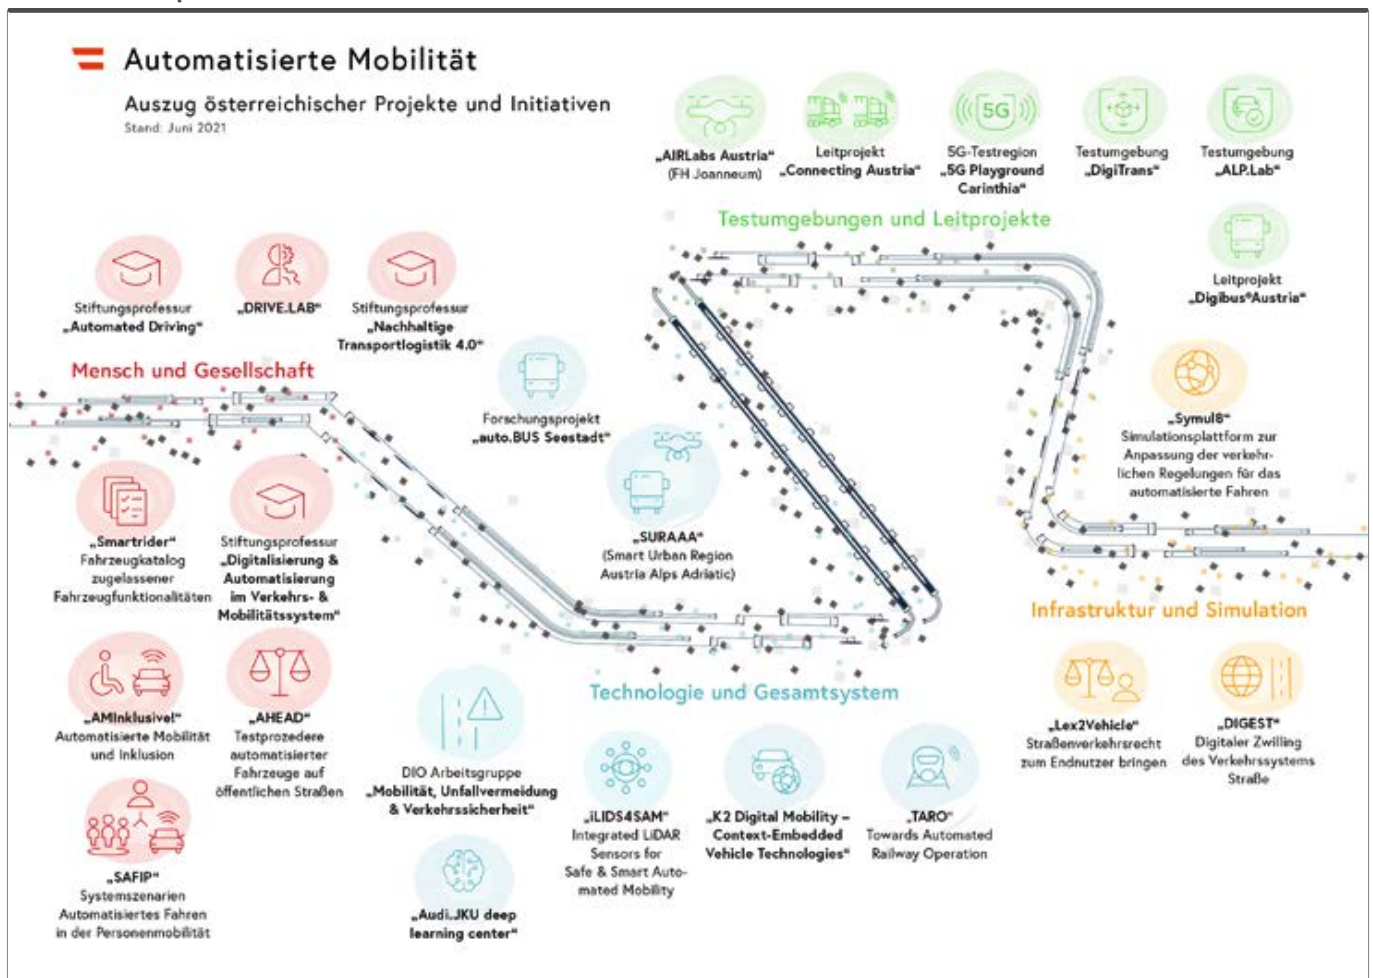 Automatisierte Mobilität
Auszug österreichischer Projekte und Initiativen
Stand: Juni 2021
„AIRLabs Austria“
(FH Joanneum)
Leitprojekt
„Connecting Austria“
5G
5G-Testregion
„5G Playground
Carinthia“
Testumgebung
„DigiTrans“
Testumgebung
„ALP.Lab“
Testumgebungen und Leitprojekte
Leitprojekt
„Digibus®Austria“
Stiftungsprofessur
„Automated Driving“
„DRIVE.LAB“
Stiftungsprofessur
„Nachhaltige
Transportlogistik 4.0“
Mensch und Gesellschaft
Forschungsprojekt
„auto.BUS Seestadt“
„Symul8“
Simulationsplattform zur
Anpassung der verkehr-
lichen Regelungen für das
automatisierte Fahren
„Smartrider“
Fahrzeugkatalog
zugelassener
Fahrzeugfunktionalitäten
Stiftungsprofessur
„Digitalisierung &
Automatisierung
im Verkehrs- &
Mobilitätssystem“
„SURAAA“
(Smart Urban Region
Austria Alps Adriatic)
Infrastruktur und Simulation
„AMInklusive!“
Automatisierte Mobilität
und Inklusion
„AHEAD“
Testprozedere
automatisierter
Fahrzeuge auf
öffentlichen Straßen
Technologie und Gesamtsystem
„Lex2Vehicle“
Straßenverkehrsrecht
zum Endnutzer bringen
„DIGEST“
Digitaler Zwilling
des Verkehrssystems
Straße
DIO Arbeitsgruppe
„Mobilität, Unfallvermeidung
& Verkehrssicherheit“
„iLIDS4SAM“
Integrated LiDAR
Sensors for
Safe & Smart Auto-
mated Mobility
„K2 Digital Mobility –
Context-Embedded
Vehicle Technologies“
„TARO“
Towards Automated
Railway Operation
„SAFIP“
Systemszenarien
Automatisiertes Fahren
in der Personenmobilität
„Audi.JKU deep
learning center“